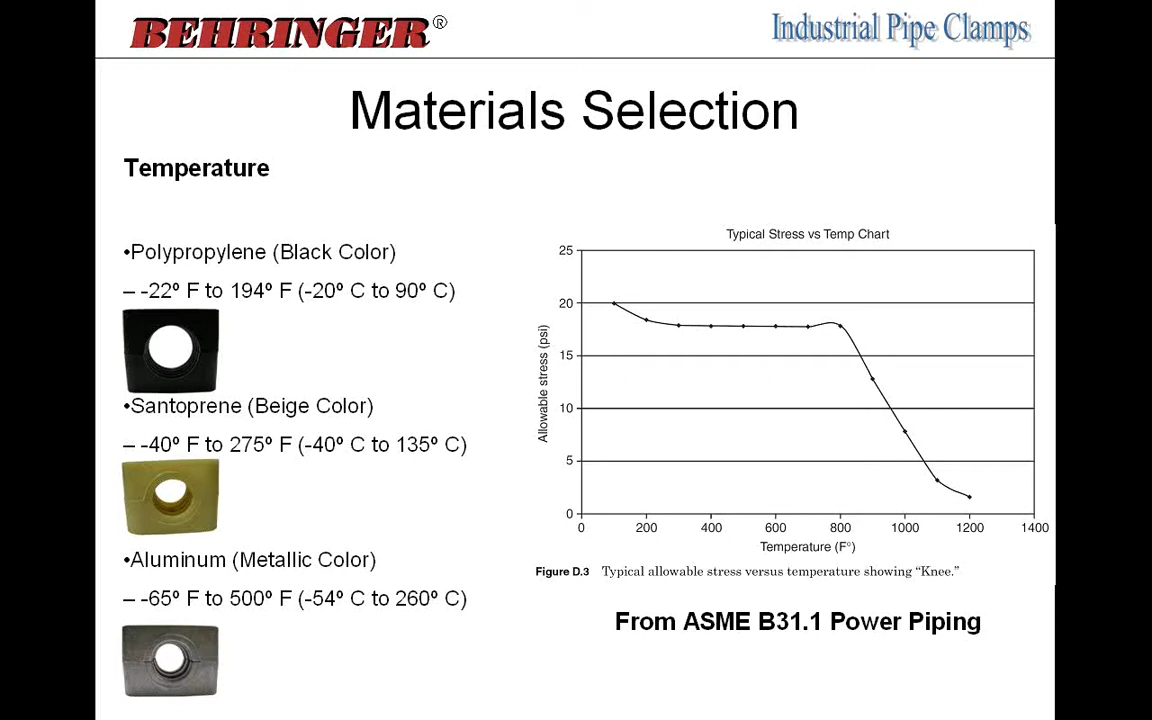 BEHRINGER®
Industrial Pipe Clamps
Materials Selection
Temperature
•Polypropylene (Black Color)
– -22º F to 194º F (-20º C to 90º C)
•Santoprene (Beige Color)
– -40º F to 275º F (-40º C to 135º C)
•Aluminum (Metallic Color)
– -65º F to 500º F (-54º C to 260º C)
Typical Stress vs Temp Chart
Allowable stress (psi)
25
20
15
10
5
0
0 200 400 600 800 1000 1200 1400
Temperature (F°)
Figure D.3 Typical allowable stress versus temperature showing “Knee.”
From ASME B31.1 Power Piping